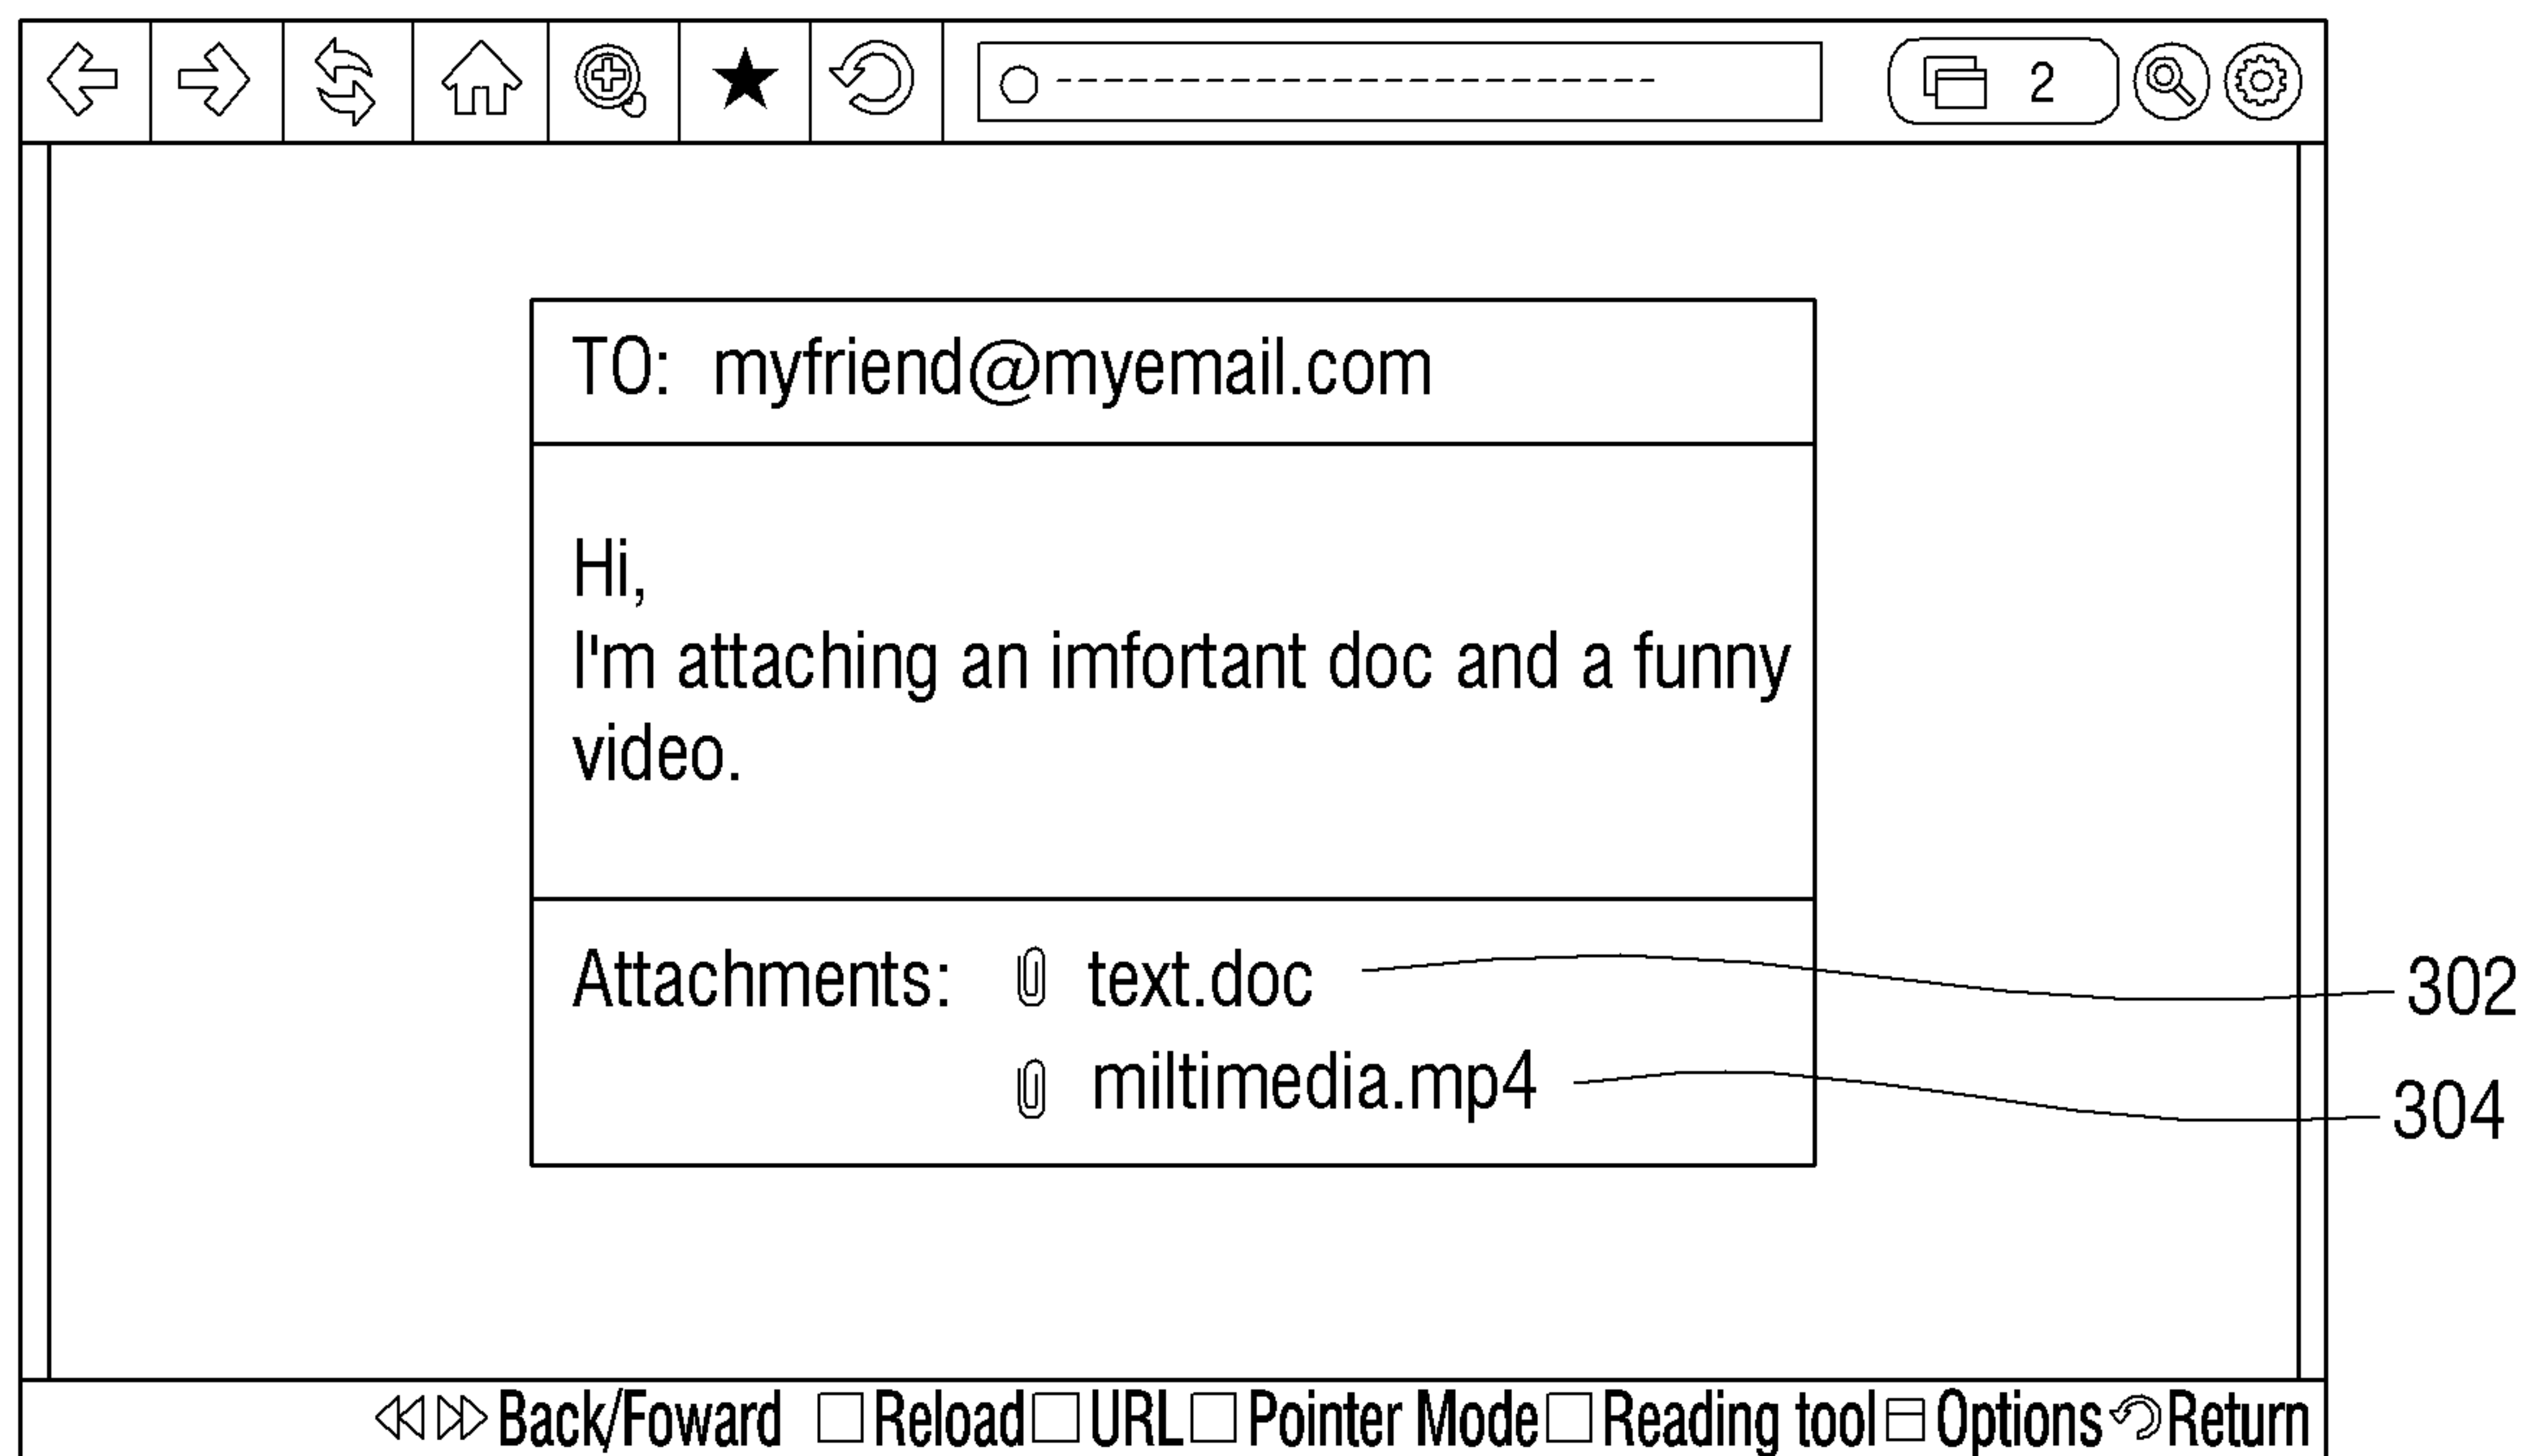 2
TO: myfriend@myemail.com
Hi,
I'm attaching an imfortant doc and a funny
video.
Attachments: text.doc
302
miltimedia.mp4
304
Back/Foward Reload URL Pointer Mode Reading tool Options Return